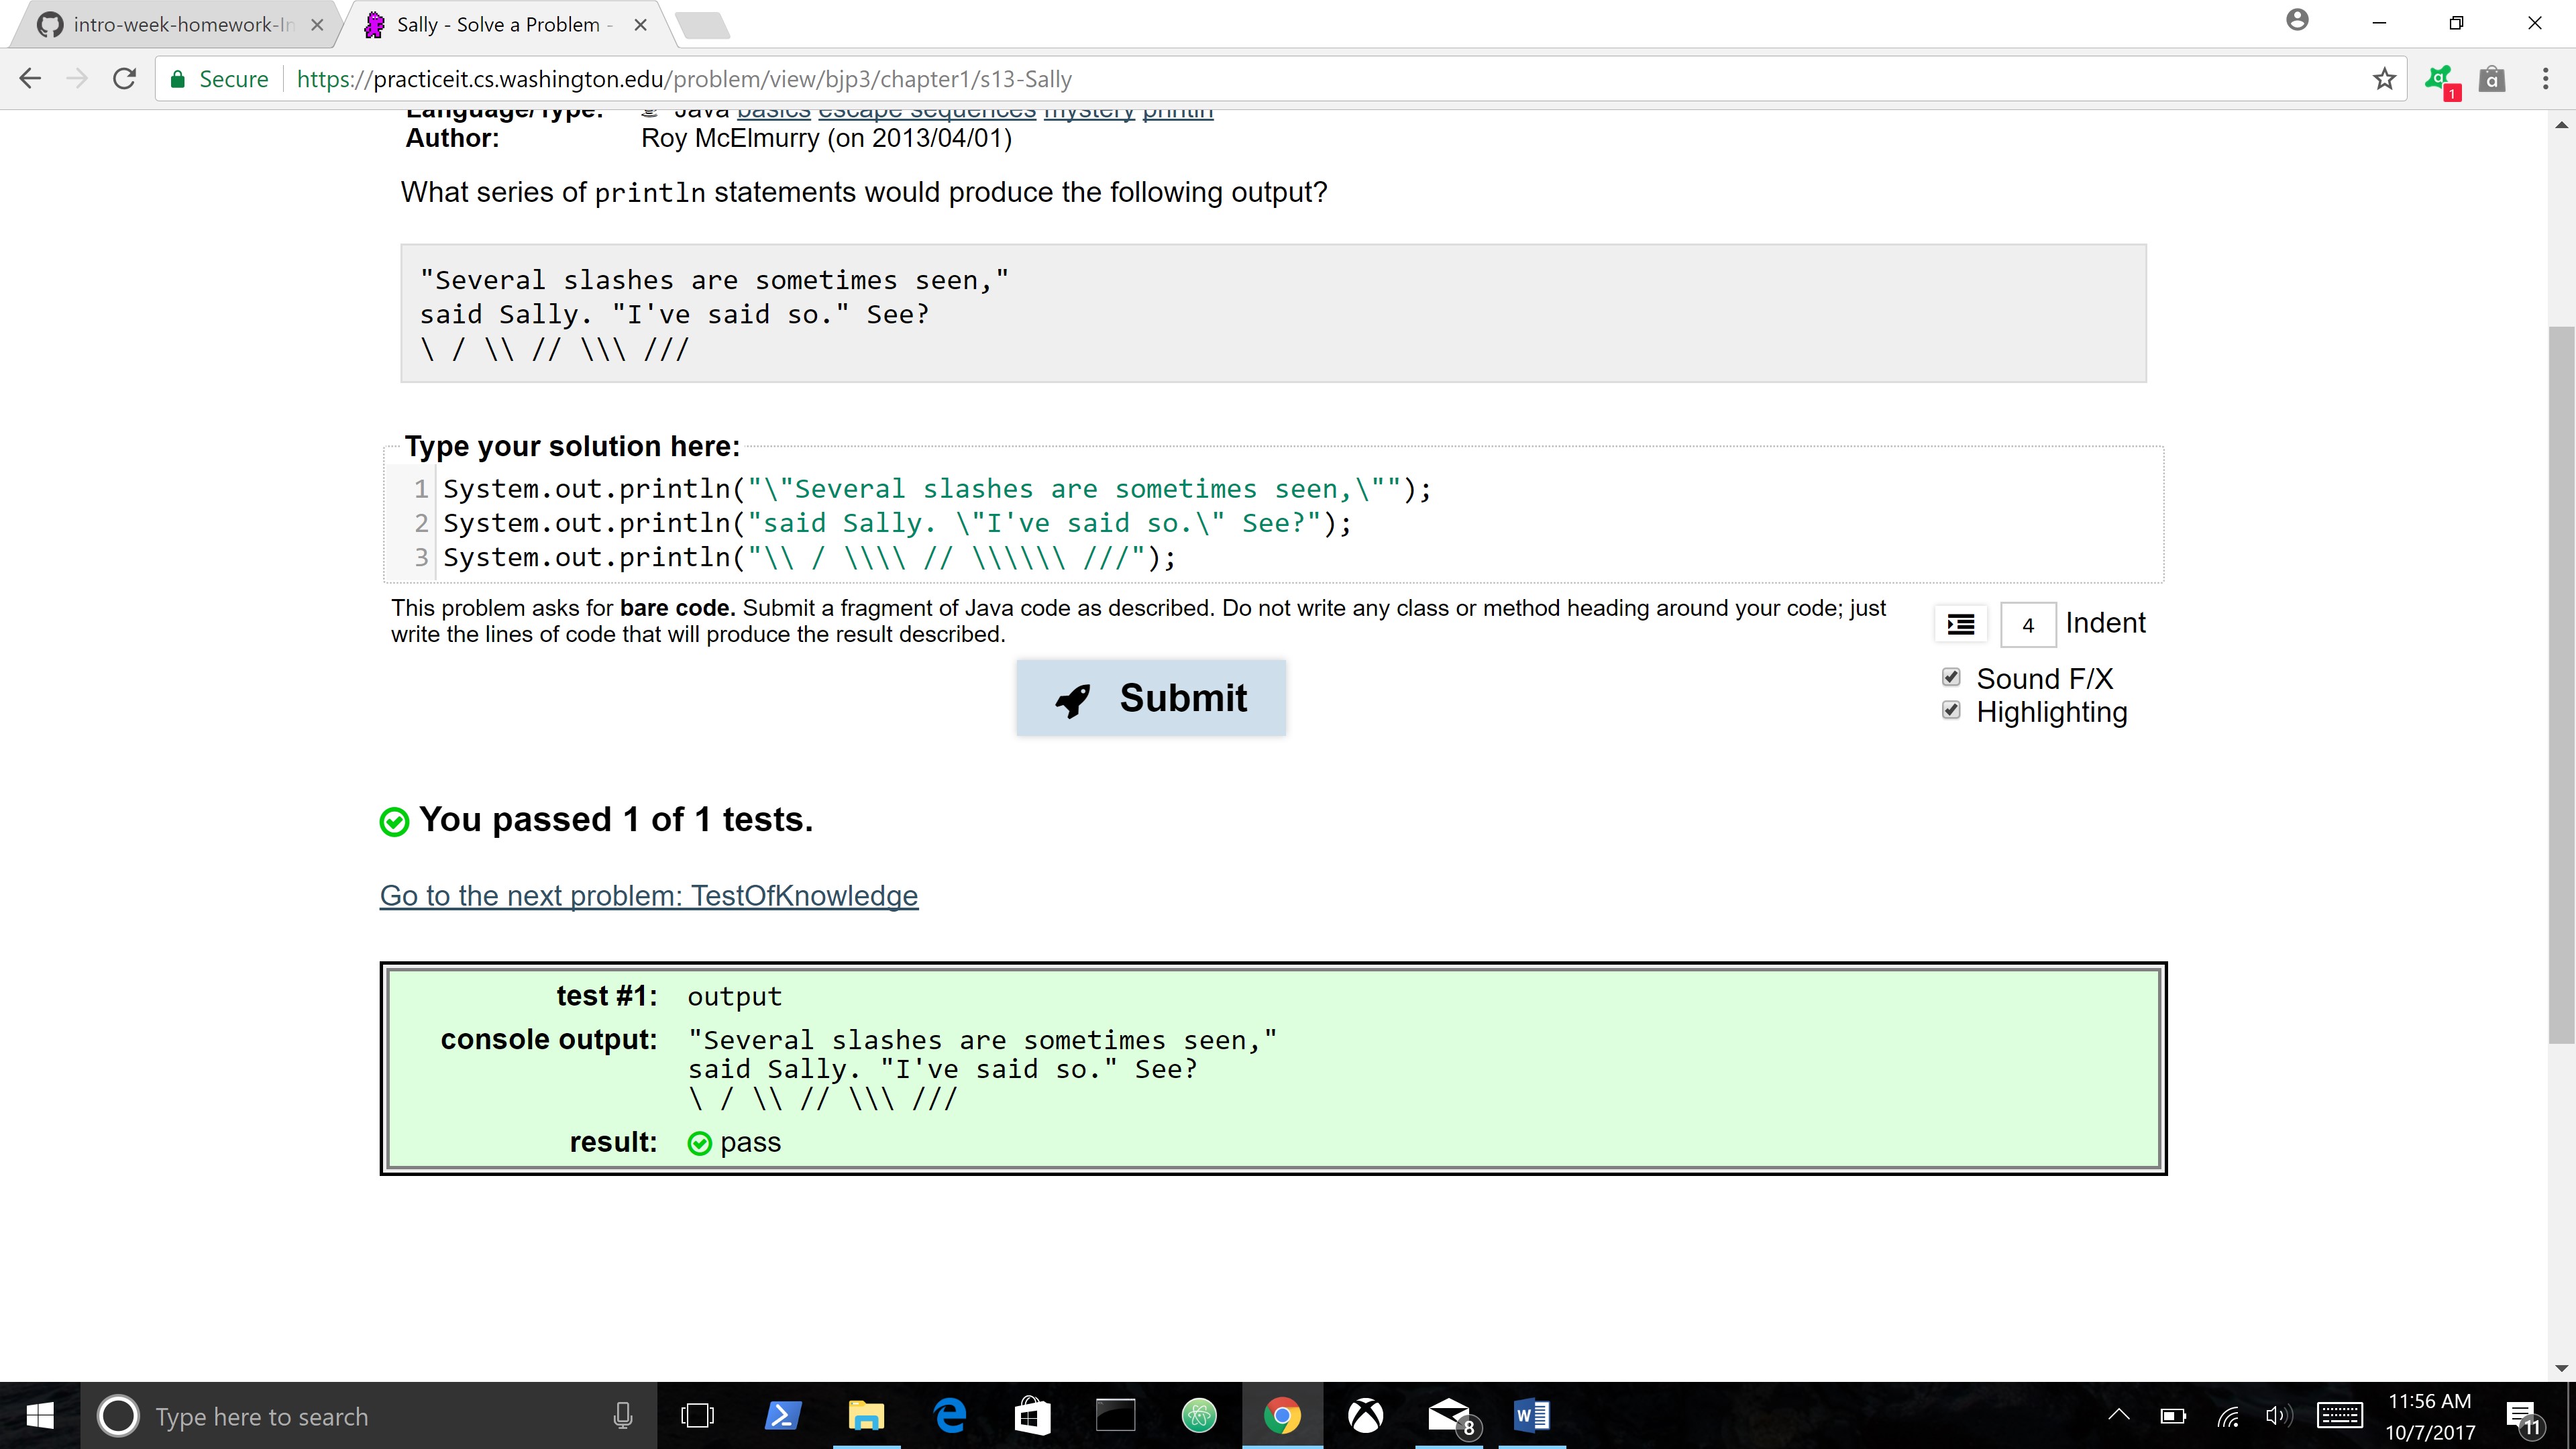 intro-week-homework-In
Sally - Solve a Problem -
Secure https://practiceit.cs.washington.edu/problem/view/bjp3/chapter1/s13-Sally
1
Language/Type: Java basics escape sequences mystery println
Author: Roy McElmurry (on 2013/04/01)
What series of println statements would produce the following output?
"Several slashes are sometimes seen,"
said Sally. "I've said so." See?
\ / \\ // \\\ ///
Type your solution here:
1 System.out.println("\"Several slashes are sometimes seen,\"");
2 System.out.println("said Sally. \"I've said so.\" See?");
3 System.out.println("\\ / \\\\ // \\\\\\ ///");
This problem asks for bare code. Submit a fragment of Java code as described. Do not write any class or method heading around your code; just
write the lines of code that will produce the result described.
4 Indent
Sound F/X
Highlighting
Submit
You passed 1 of 1 tests.
Go to the next problem: TestOfKnowledge
test #1: output
console output: "Several slashes are sometimes seen,"
said Sally. "I've said so." See?
\ / \\ // \\\ ///
result: pass
Type here to search
8
11:56 AM
10/7/2017
11